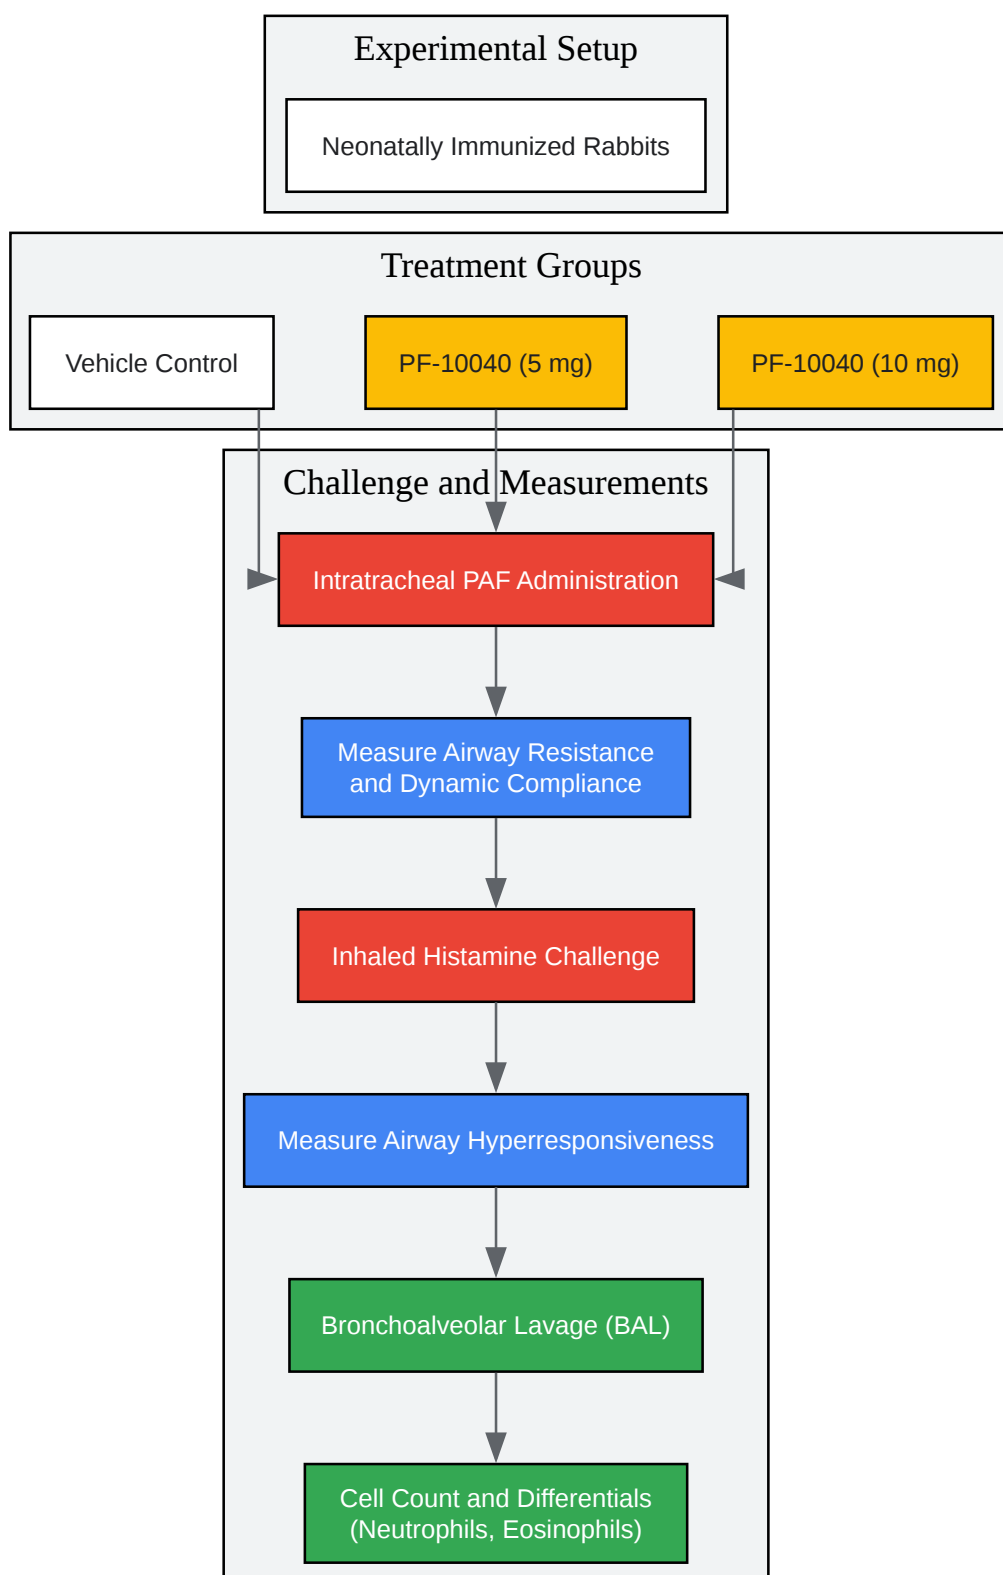 Experimental Setup
Neonatally Immunized Rabbits
Treatment Groups
Vehicle Control
PF-10040 (5 mg)
PF-10040 (10 mg)
Challenge and Measurements
Intratracheal PAF Administration
Measure Airway Resistance
and Dynamic Compliance
Inhaled Histamine Challenge
Measure Airway Hyperresponsiveness
Bronchoalveolar Lavage (BAL)
Cell Count and Differentials
(Neutrophils, Eosinophils)